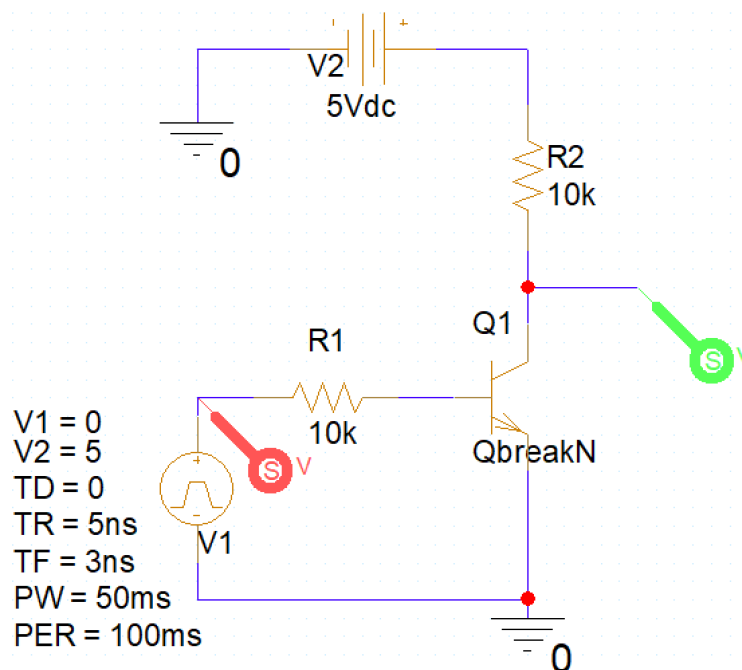 V2
5Vdc
0
R2
10k
Q1
V
R1
10k
QbreakN
S
V
S
V1 = 0
V2 = 5
TD = 0
TR = 5ns
TF = 3ns
PW = 50ms
PER = 100ms
V1
0